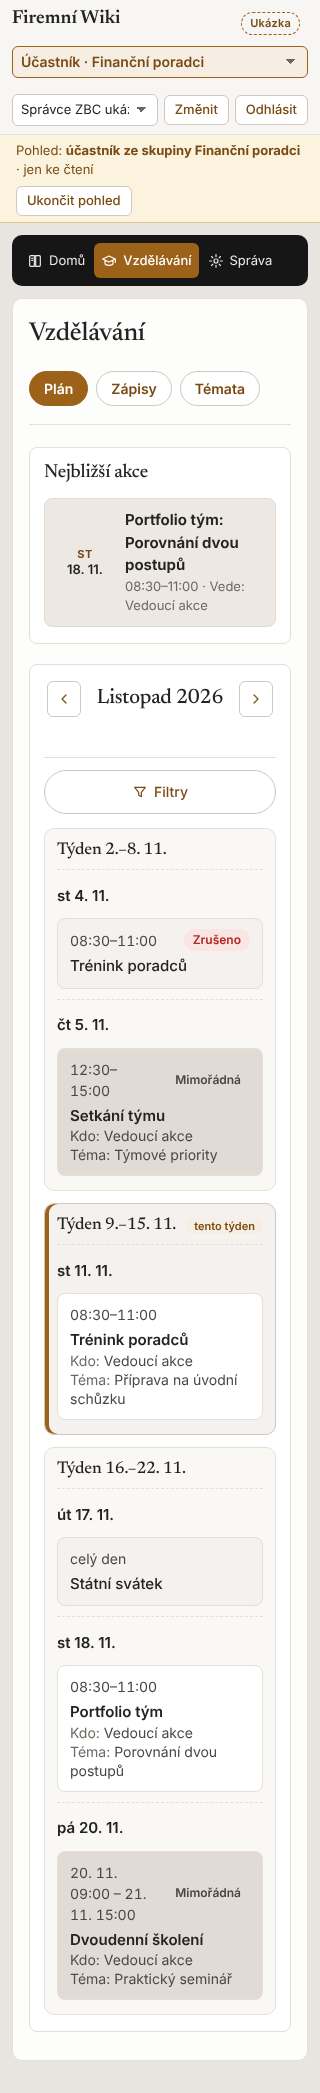 Firemní Wiki
Ukázka
Účastník · Finanční poradci
Správce ZBC uká:
Změnit
Odhlásit
Pohled: účastník ze skupiny Finanční poradci
· jen ke čtení
Ukončit pohled
Domů
Vzdělávání
Správa
Vzdělávání
Plán
Zápisy
Témata
Nejbližší akce
ST
18. 11.
Portfolio tým:
Porovnání dvou
postupů
08:30–11:00 · Vede:
Vedoucí akce
Listopad 2026
Filtry
Týden 2.–8. 11.
st 4. 11.
08:30–11:00
Zrušeno
Trénink poradců
čt 5. 11.
12:30–
15:00
Mimořádná
Setkání týmu
Kdo: Vedoucí akce
Téma: Týmové priority
Týden 9.–15. 11.
tento týden
st 11. 11.
08:30–11:00
Trénink poradců
Kdo: Vedoucí akce
Téma: Příprava na úvodní
schůzku
Týden 16.–22. 11.
út 17. 11.
celý den
Státní svátek
st 18. 11.
08:30–11:00
Portfolio tým
Kdo: Vedoucí akce
Téma: Porovnání dvou
postupů
pá 20. 11.
20. 11.
09:00 – 21.
11. 15:00
Mimořádná
Dvoudenní školení
Kdo: Vedoucí akce
Téma: Praktický seminář